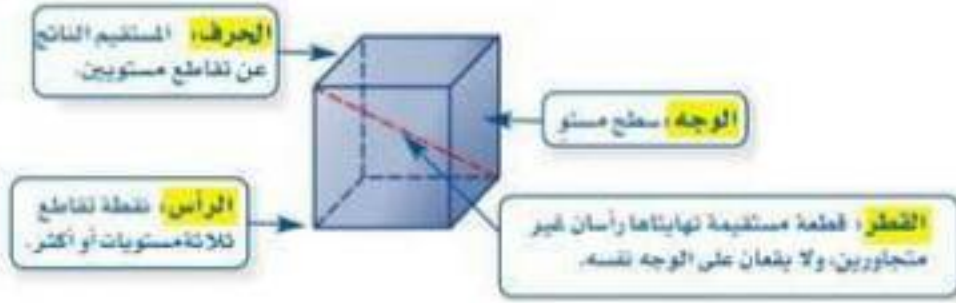 الحرف: المستقيم الناتج
عن تقاطع مستويين.
الوجه: سطح مستو
الرأس: نقطة تقاطع
ثلاثة مستويات أو أكثر.
القطر: قطعة مستقيمة نهايتاها رأسان غير
متجاورين، ولا يقعان على الوجه نفسه.